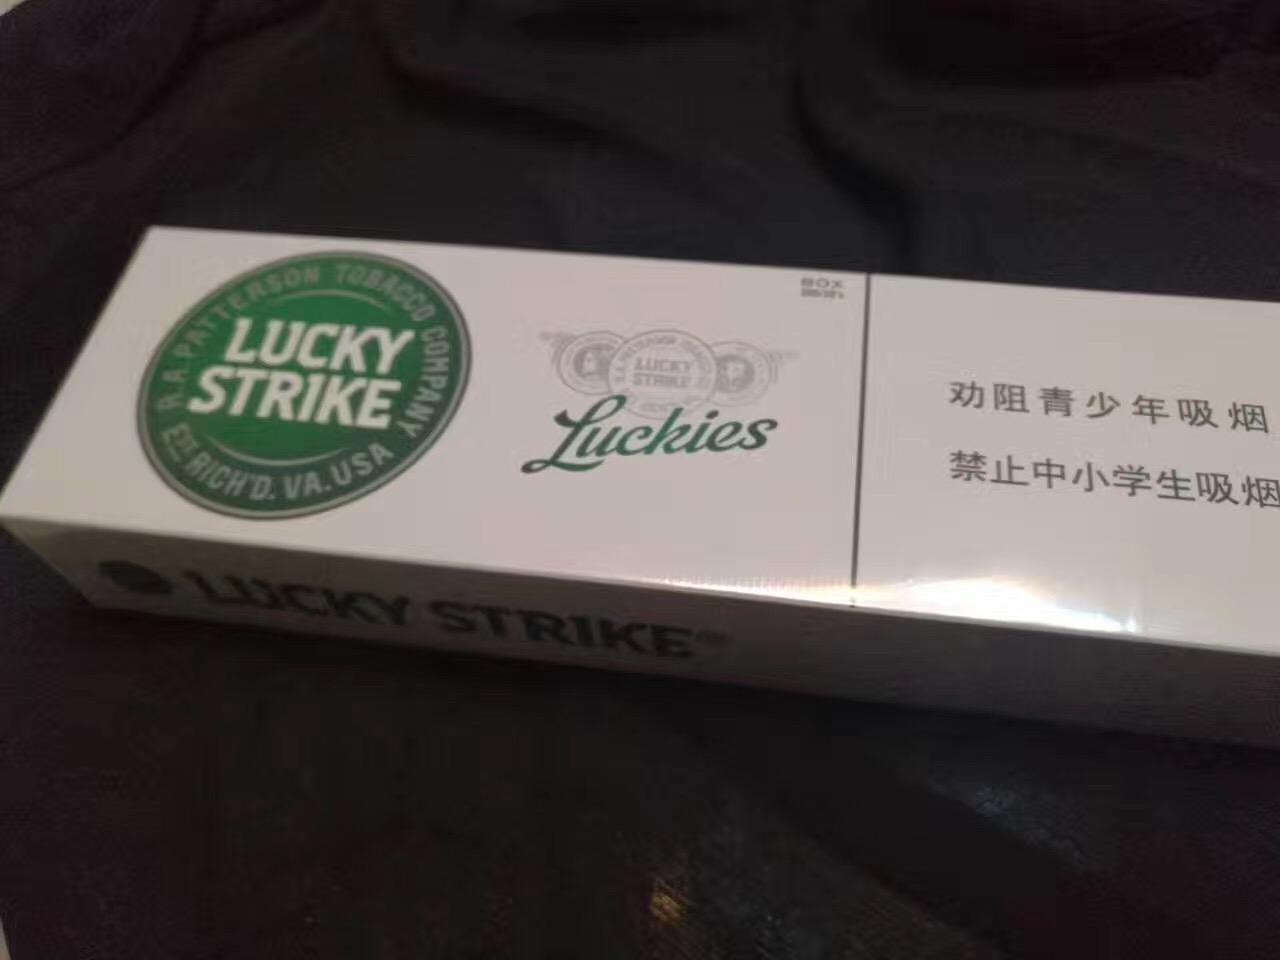 R.A. PATTERSON TOBACCO COMPANY
LUCKY
STRIKE
EST RICH'D. VA. USA
LUCKY
STRIKE
Luckies
BOX
劝阻青少年吸烟
禁止中小学生吸烟
LUCKY STRIKE